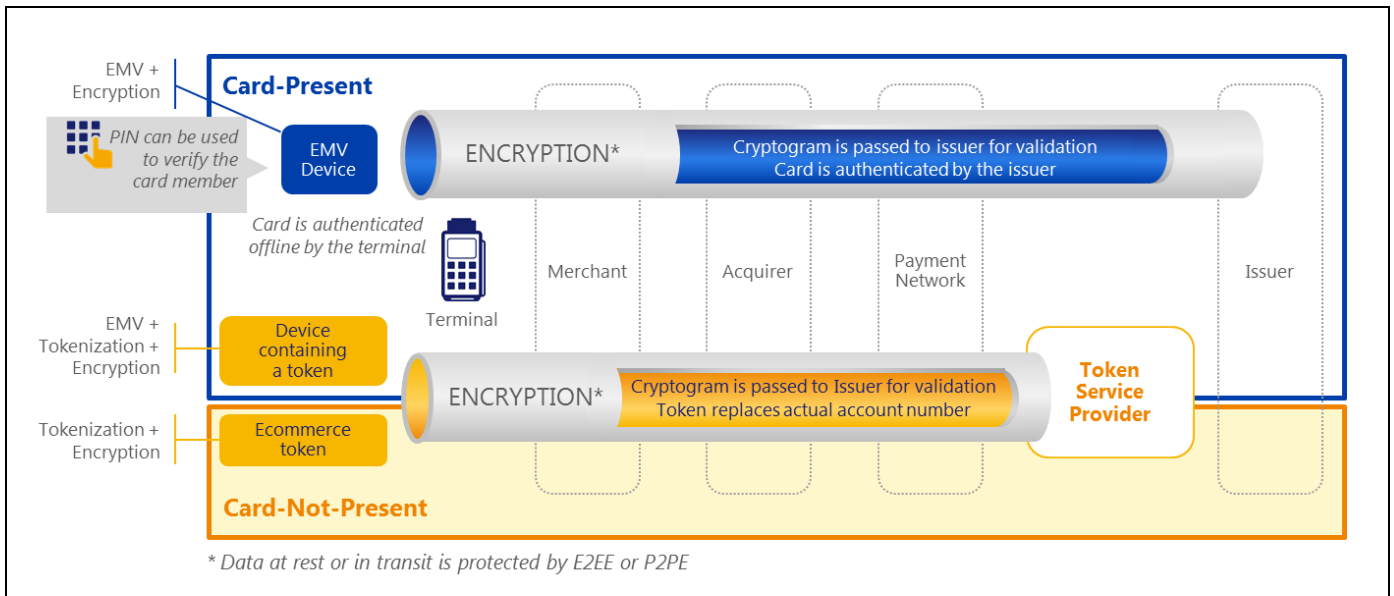 EMV +
Encryption
Card-Present
PIN can be used
to verify the
card member
EMV
Device
ENCRYPTION*
Cryptogram is passed to issuer for validation
Card is authenticated by the issuer
Card is authenticated
offline by the terminal
Terminal
Merchant
Acquirer
Payment
Network
Issuer
EMV +
Tokenization +
Encryption
Device
containing
a token
ENCRYPTION*
Cryptogram is passed to Issuer for validation
Token replaces actual account number
Token
Service
Provider
Tokenization +
Encryption
Ecommerce
token
Card-Not-Present
* Data at rest or in transit is protected by E2EE or P2PE